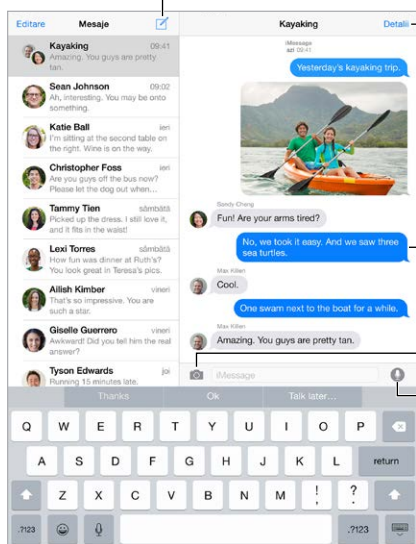 Editare
Mesaje
Kayaking 09:41
Amazing. You guys are pretty
tan.
Sean Johnson 09:02
Ah, interesting. You may be onto
something.
Katie Ball ieri
I'm sitting at the second table on
the right. Wine is on the way.
Christopher Foss ieri
Are you guys off the bus now?
Please let the dog out when...
Tammy Tien sâmbătă
Picked up the dress. I still love it,
and it fits in the waist!
Lexi Torres sâmbătă
How fun was dinner at Ruth's?
You look great in Teresa's pics.
Ailish Kimber vineri
That's so impressive. You are
such a star.
Giselle Guerrero vineri
Awkward! Did you tell him the real
answer?
Tyson Edwards joi
Running 15 minutes late.
Kayaking
Detalii
iMessage
azi 09:41
Yesterday's kayaking trip.
Sandy Cheng
Fun! Are your arms tired?
No, we took it easy. And we saw three
sea turtles.
Max Killeri
Cool.
One swam next to the boat for a while.
Max Killeri
Amazing. You guys are pretty tan.
iMessage
Thanks Ok Talk later...
Q W E R T Y U I O P
A S D F G H J K L return
Z X C V B N M ! , ? .
.?123 .?123